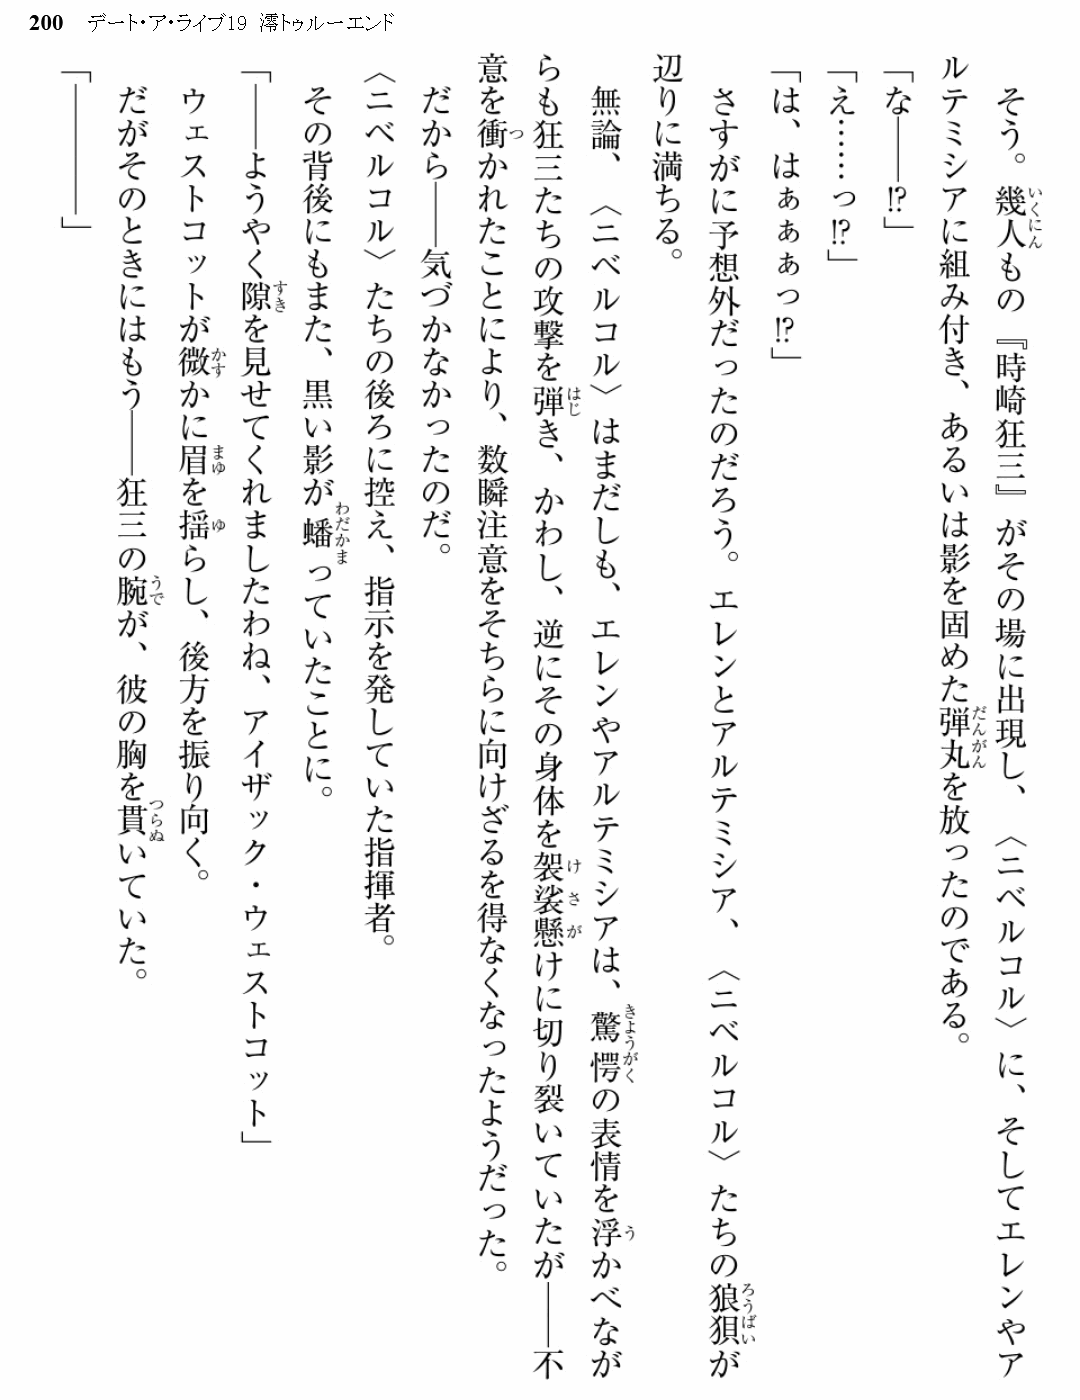 200 デート・ア・ライブ19 澪トゥルーエンド
そう。幾人もの『時崎狂三』がその場に出現し、〈ニベルコル〉に、そしてエレンやア
ルテミシアに組み付き、あるいは影を固めた弾丸を放ったのである。
「な――⁉」
「え……っ⁉」
「は、はぁぁぁっ⁉」
さすがに予想外だったのだろう。エレンとアルテミシア、〈ニベルコル〉たちの狼狽が
辺りに満ちる。
無論、〈ニベルコル〉はまだしも、エレンやアルテミシアは、驚愕の表情を浮かべなが
らも狂三たちの攻撃を弾き、かわし、逆にその身体を袈裟懸けに切り裂いていたが――不
意を衝かれたことにより、数瞬注意をそちらに向けざるを得なくなったようだった。
だから――気づかなかったのだ。
〈ニベルコル〉たちの後ろに控え、指示を発していた指揮者。
その背後にもまた、黒い影が蟠っていたことに。
「――ようやく隙を見せてくれましたわね、アイザック・ウェストコット」
ウェストコットが微かに眉を揺らし、後方を振り向く。
だがそのときにはもう――狂三の腕が、彼の胸を貫いていた。
「――――」